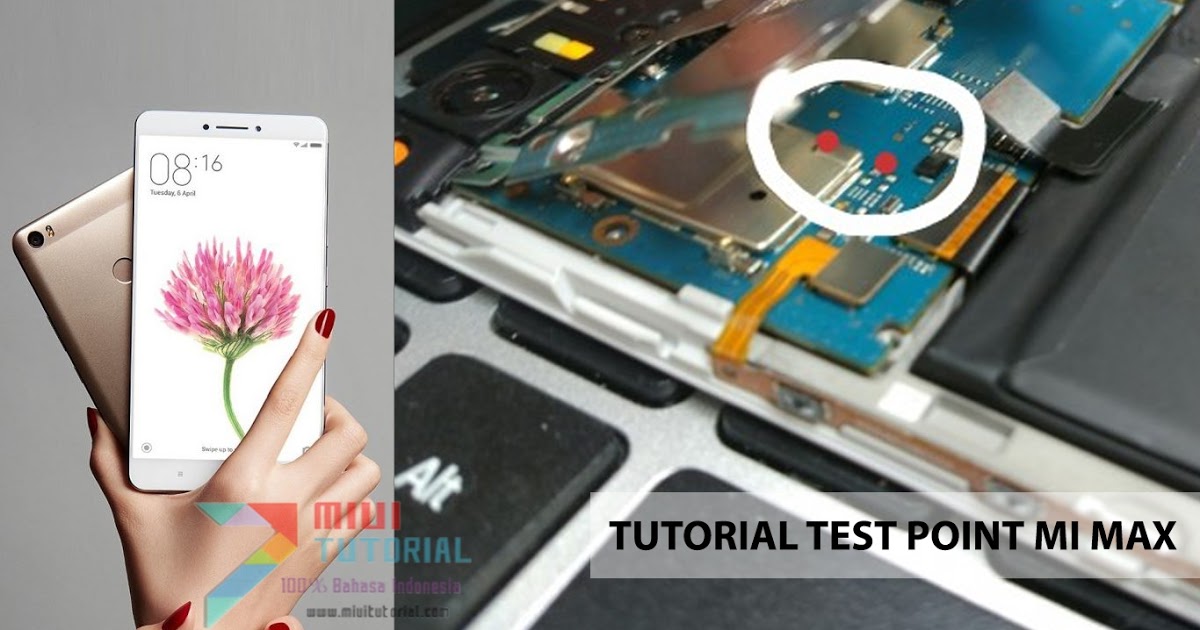 08:16
Tuesday, 6 April
Swipe up to
Alt
MIUI
TUTORIAL
100% Bahasa Indonesia
www.miuitutorial.com
TUTORIAL TEST POINT MI MAX